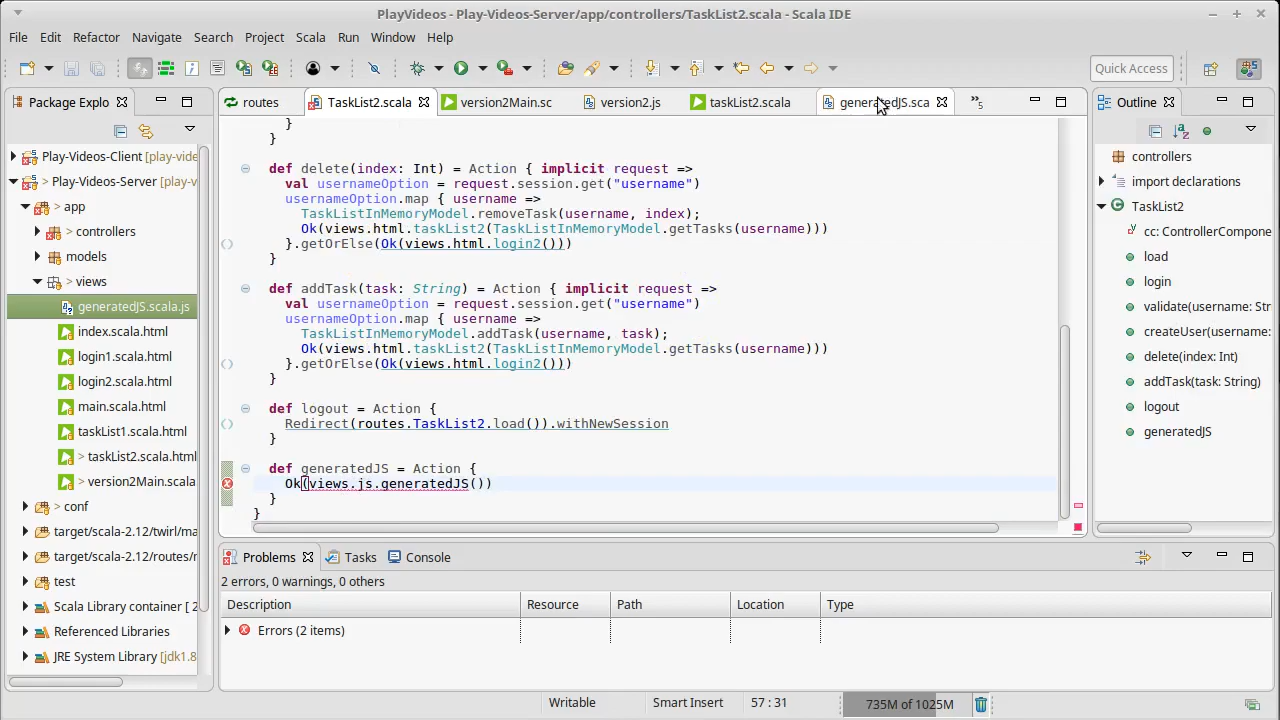 PlayVideos - Play-Videos-Server/app/controllers/TaskList2.scala - Scala IDE
File Edit Refactor Navigate Search Project Scala Run Window Help
Quick Access
Package Explo
routes TaskList2.scala version2Main.sc version2.js taskList2.scala generatedJS.sca »5
Outline
Play-Videos-Client [play-vide
> Play-Videos-Server [play-v
> app
> controllers
models
> views
generatedJS.scala.js
index.scala.html
login1.scala.html
login2.scala.html
main.scala.html
taskList1.scala.html
> taskList2.scala.html
> version2Main.scala
> conf
target/scala-2.12/twirl/ma
target/scala-2.12/routes/r
test
Scala Library container [ 2
Referenced Libraries
JRE System Library [jdk1.8
}
}
def delete(index: Int) = Action { implicit request =>
val usernameOption = request.session.get("username")
usernameOption.map { username =>
TaskListInMemoryModel.removeTask(username, index);
Ok(views.html.taskList2(TaskListInMemoryModel.getTasks(username)))
}.getOrElse(Ok(views.html.login2()))
}
def addTask(task: String) = Action { implicit request =>
val usernameOption = request.session.get("username")
usernameOption.map { username =>
TaskListInMemoryModel.addTask(username, task);
Ok(views.html.taskList2(TaskListInMemoryModel.getTasks(username)))
}.getOrElse(Ok(views.html.login2()))
}
def logout = Action {
Redirect(routes.TaskList2.load()).withNewSession
}
def generatedJS = Action {
Ok(views.js.generatedJS())
}
}
controllers
import declarations
TaskList2
cc: ControllerCompone
load
login
validate(username: Str
createUser(username:
delete(index: Int)
addTask(task: String)
logout
generatedJS
Problems Tasks Console
2 errors, 0 warnings, 0 others
Description Resource Path Location Type
Errors (2 items)
Writable Smart Insert 57 : 31 735M of 1025M